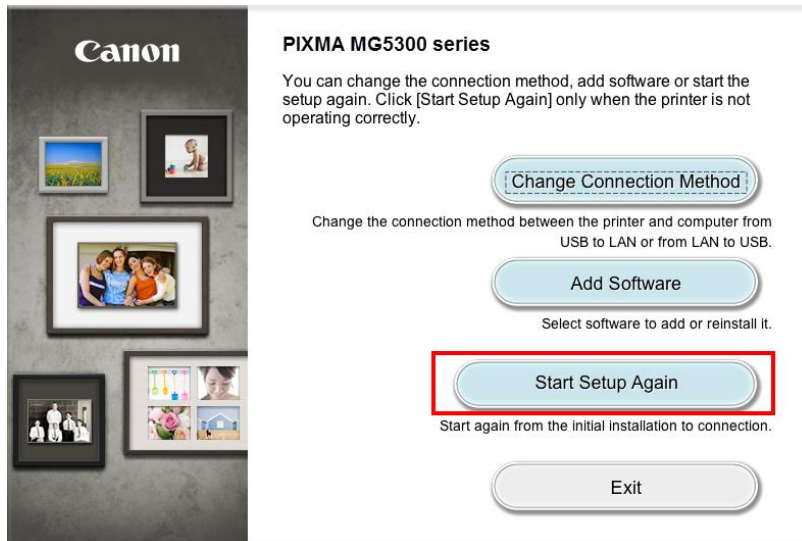 Canon
PIXMA MG5300 series
You can change the connection method, add software or start the
setup again. Click [Start Setup Again] only when the printer is not
operating correctly.
Change Connection Method
Change the connection method between the printer and computer from
USB to LAN or from LAN to USB.
Add Software
Select software to add or reinstall it.
Start Setup Again
Start again from the initial installation to connection.
Exit